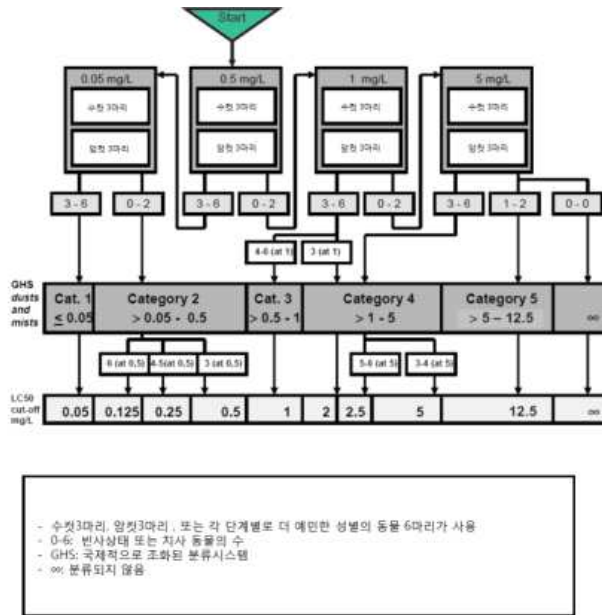 Start
0.05 mg/L
0.5 mg/L
1 mg/L
5 mg/L
수컷 3마리
수컷 3마리
수컷 3마리
수컷 3마리
암컷 3마리
암컷 3마리
암컷 3마리
암컷 3마리
3 - 6
0 - 2
3 - 6
0 - 2
3 - 6
0 - 2
3 - 6
1 - 2
0 - 0
4-6 (at 1)
3 (at 1)
GHS
dusts
and
mists
Cat. 1
≤ 0.05
Category 2
> 0.05 - 0.5
Cat. 3
> 0.5 - 1
Category 4
> 1 - 5
Category 5
> 5 – 12.5
∞
6 (at 0,5)
4-5(at 0,5)
3 (at 0,5)
5-6 (at 5)
3-4 (at 5)
LC50
cut-off
mg/L
0.05
0.125
0.25
0.5
1
2
2.5
5
12.5
∞
- 수컷3마리, 암컷3마리, 또는 각 단계별로 더 예민한 성별의 동물 6마리가 사용
- 0-6: 빈사상태 또는 치사 동물의 수
- GHS: 국제적으로 조화된 분류시스템
- ∞: 분류되지 않음